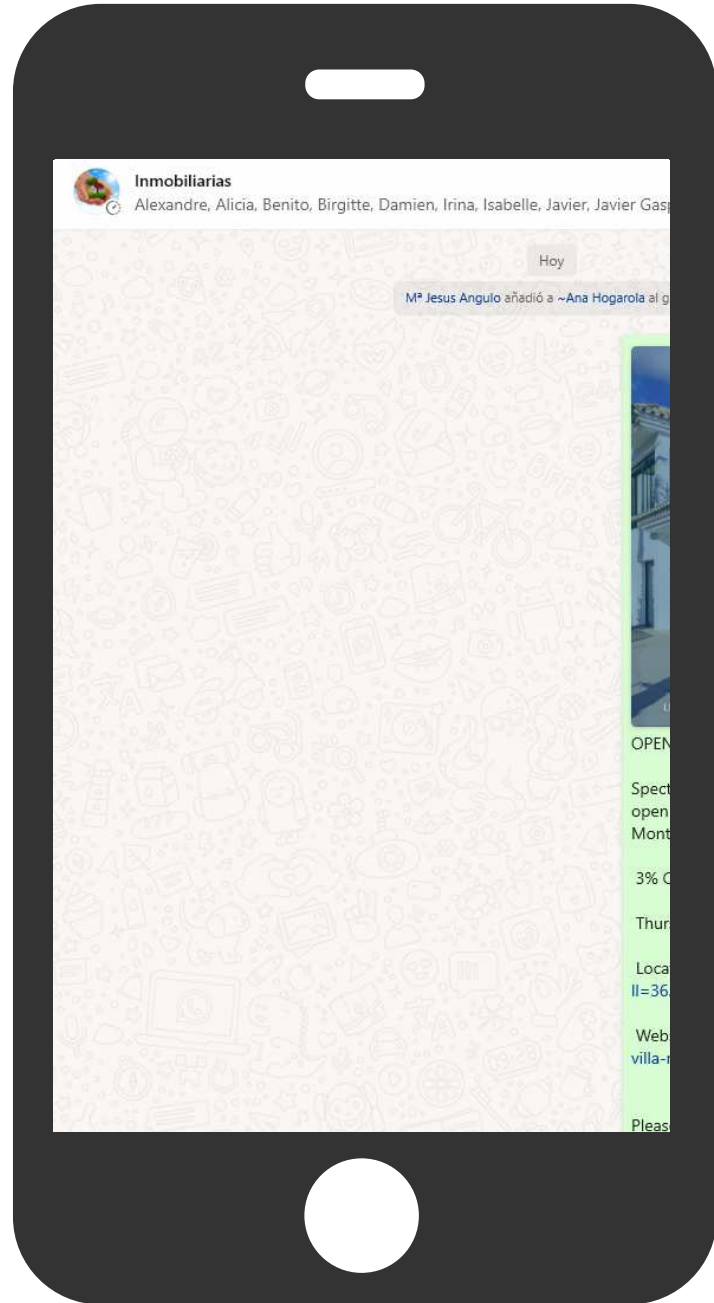 Inmobiliarias
Alexandre, Alicia, Benito, Birgitte, Damien, Irina, Isabelle, Javier, Javier Gasp
Hoy
Mª Jesus Angulo añadió a ~Ana Hogarola al g
OPEN
Spect
open
Mont
3% C
Thur
Loca
ll=36.
Web
villa-r
Please